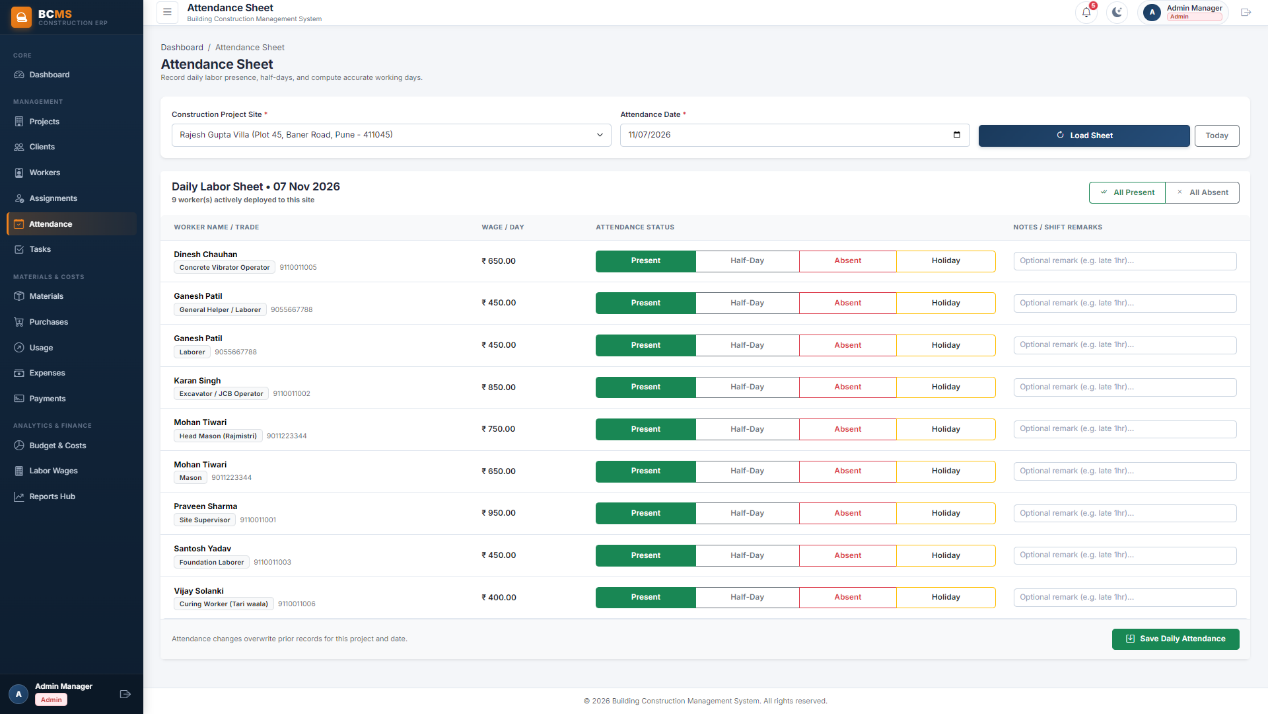 BCMS
CONSTRUCTION ERP
CORE
Dashboard
MANAGEMENT
Projects
Clients
Workers
Assignments
Attendance
Tasks
MATERIALS & COSTS
Materials
Purchases
Usage
Expenses
Payments
ANALYTICS & FINANCE
Budget & Costs
Labor Wages
Reports Hub
A
Admin Manager
Admin
Attendance Sheet
Building Construction Management System
5
A
Admin Manager
Admin
Dashboard / Attendance Sheet
Attendance Sheet
Record daily labor presence, half-days, and compute accurate working days.
Construction Project Site *
Rajesh Gupta Villa (Plot 45, Baner Road, Pune - 411045)
Attendance Date *
11/07/2026
Load Sheet
Today
Daily Labor Sheet • 07 Nov 2026
9 worker(s) actively deployed to this site
All Present
All Absent
WORKER NAME / TRADE WAGE / DAY ATTENDANCE STATUS NOTES / SHIFT REMARKS
Dinesh Chauhan
Concrete Vibrator Operator 9110011005
₹ 650.00 Present Half-Day Absent Holiday Optional remark (e.g. late 1hr)...
Ganesh Patil
General Helper / Laborer 9055667788
₹ 450.00 Present Half-Day Absent Holiday Optional remark (e.g. late 1hr)...
Ganesh Patil
Laborer 9055667788
₹ 450.00 Present Half-Day Absent Holiday Optional remark (e.g. late 1hr)...
Karan Singh
Excavator / JCB Operator 9110011002
₹ 850.00 Present Half-Day Absent Holiday Optional remark (e.g. late 1hr)...
Mohan Tiwari
Head Mason (Rajmistri) 9011223344
₹ 750.00 Present Half-Day Absent Holiday Optional remark (e.g. late 1hr)...
Mohan Tiwari
Mason 9011223344
₹ 650.00 Present Half-Day Absent Holiday Optional remark (e.g. late 1hr)...
Praveen Sharma
Site Supervisor 9110011001
₹ 950.00 Present Half-Day Absent Holiday Optional remark (e.g. late 1hr)...
Santosh Yadav
Foundation Laborer 9110011003
₹ 450.00 Present Half-Day Absent Holiday Optional remark (e.g. late 1hr)...
Vijay Solanki
Curing Worker (Tari waala) 9110011006
₹ 400.00 Present Half-Day Absent Holiday Optional remark (e.g. late 1hr)...
Attendance changes overwrite prior records for this project and date.
Save Daily Attendance
© 2026 Building Construction Management System. All rights reserved.